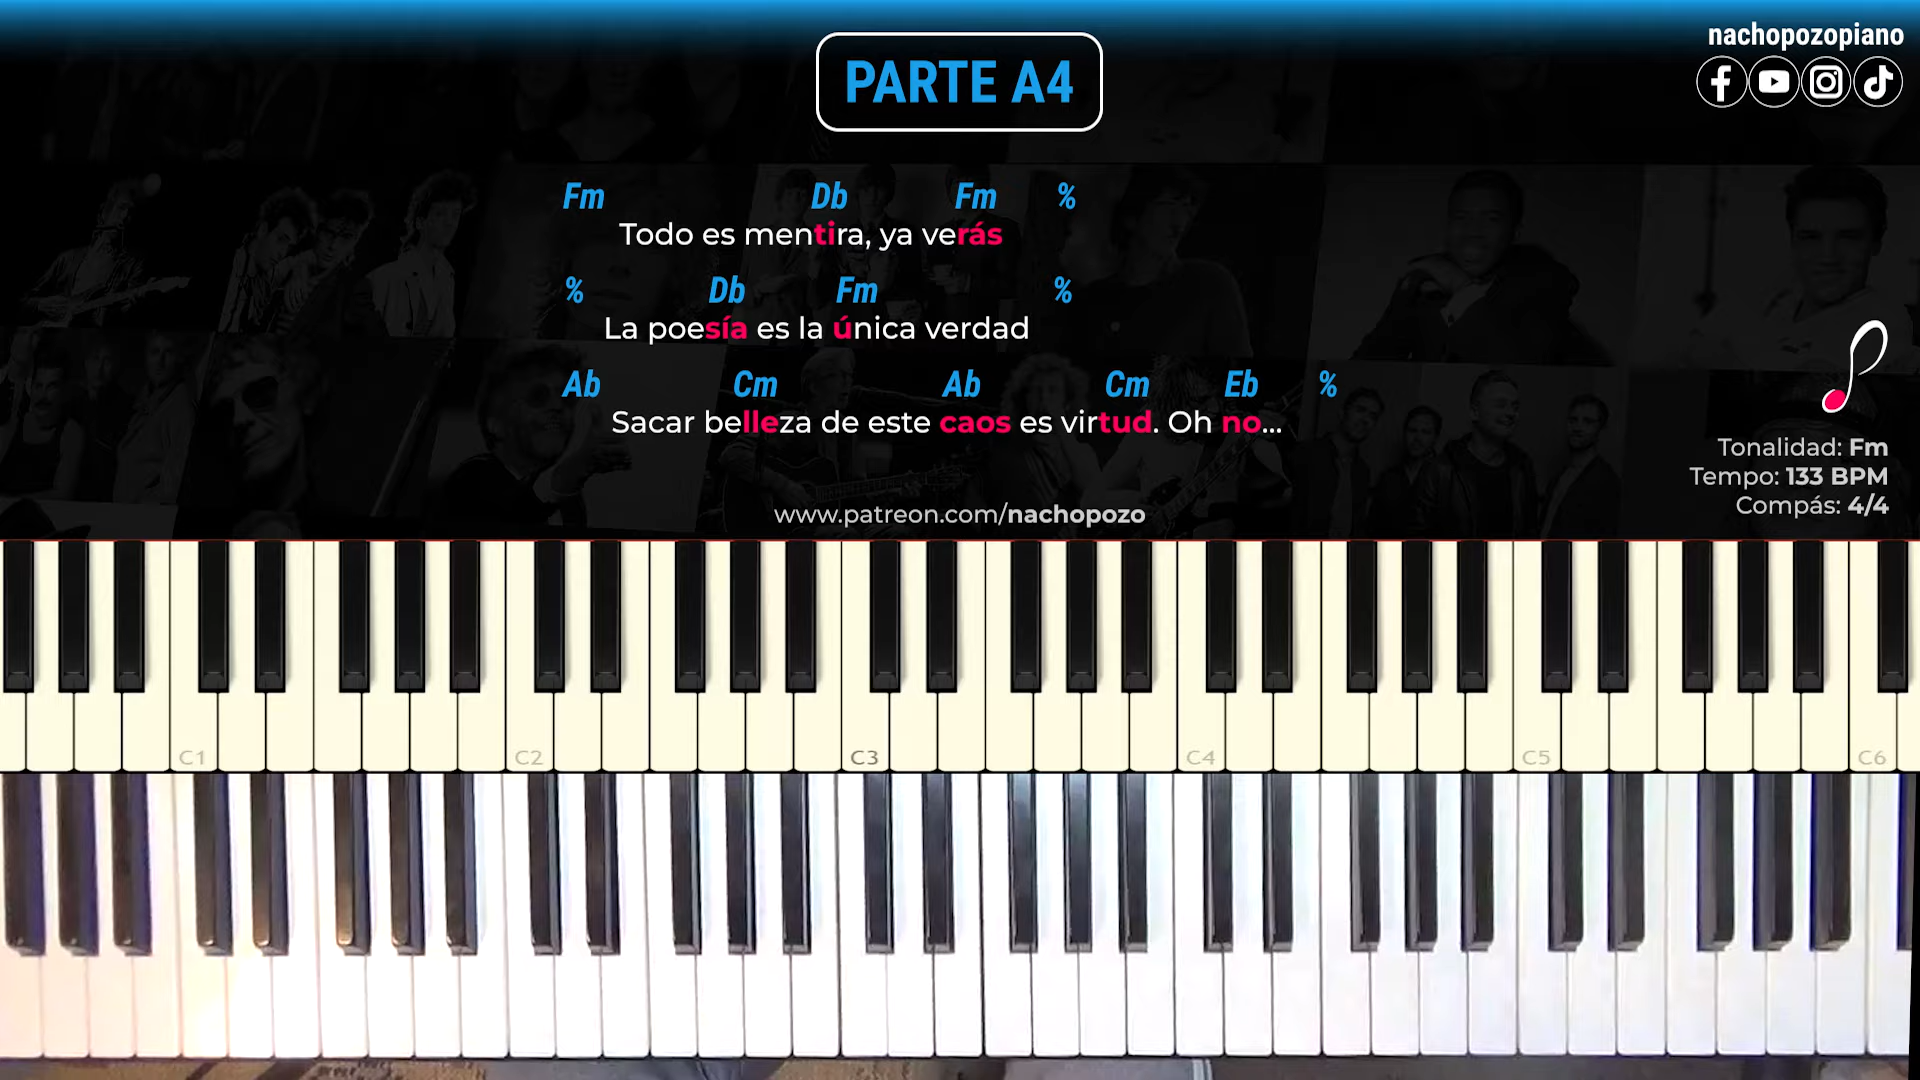 nachopozopiano
PARTE A4
Fm Db Fm %
Todo es mentira, ya verás
% Db Fm %
La poesía es la única verdad
Ab Cm Ab Cm Eb %
Sacar belleza de este caos es virtud. Oh no...
Tonalidad: Fm
Tempo: 133 BPM
Compás: 4/4
www.patreon.com/nachopozo
C1 C2 C3 C4 C5 C6